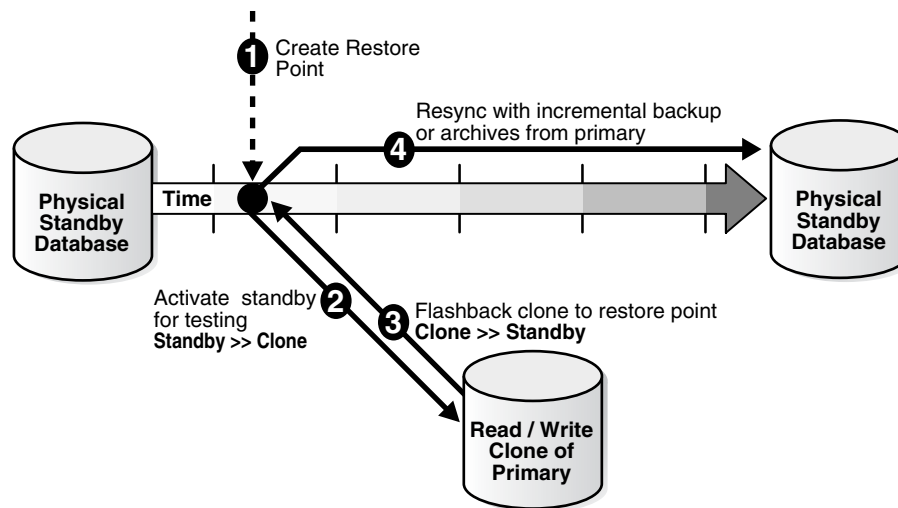 1 Create Restore
Point
Resync with incremental backup
or archives from primary
4
Physical
Standby
Database
Time
Physical
Standby
Database
Activate standby
for testing
Standby >> Clone
2
3
Flashback clone to restore point
Clone >> Standby
Read / Write
Clone of
Primary